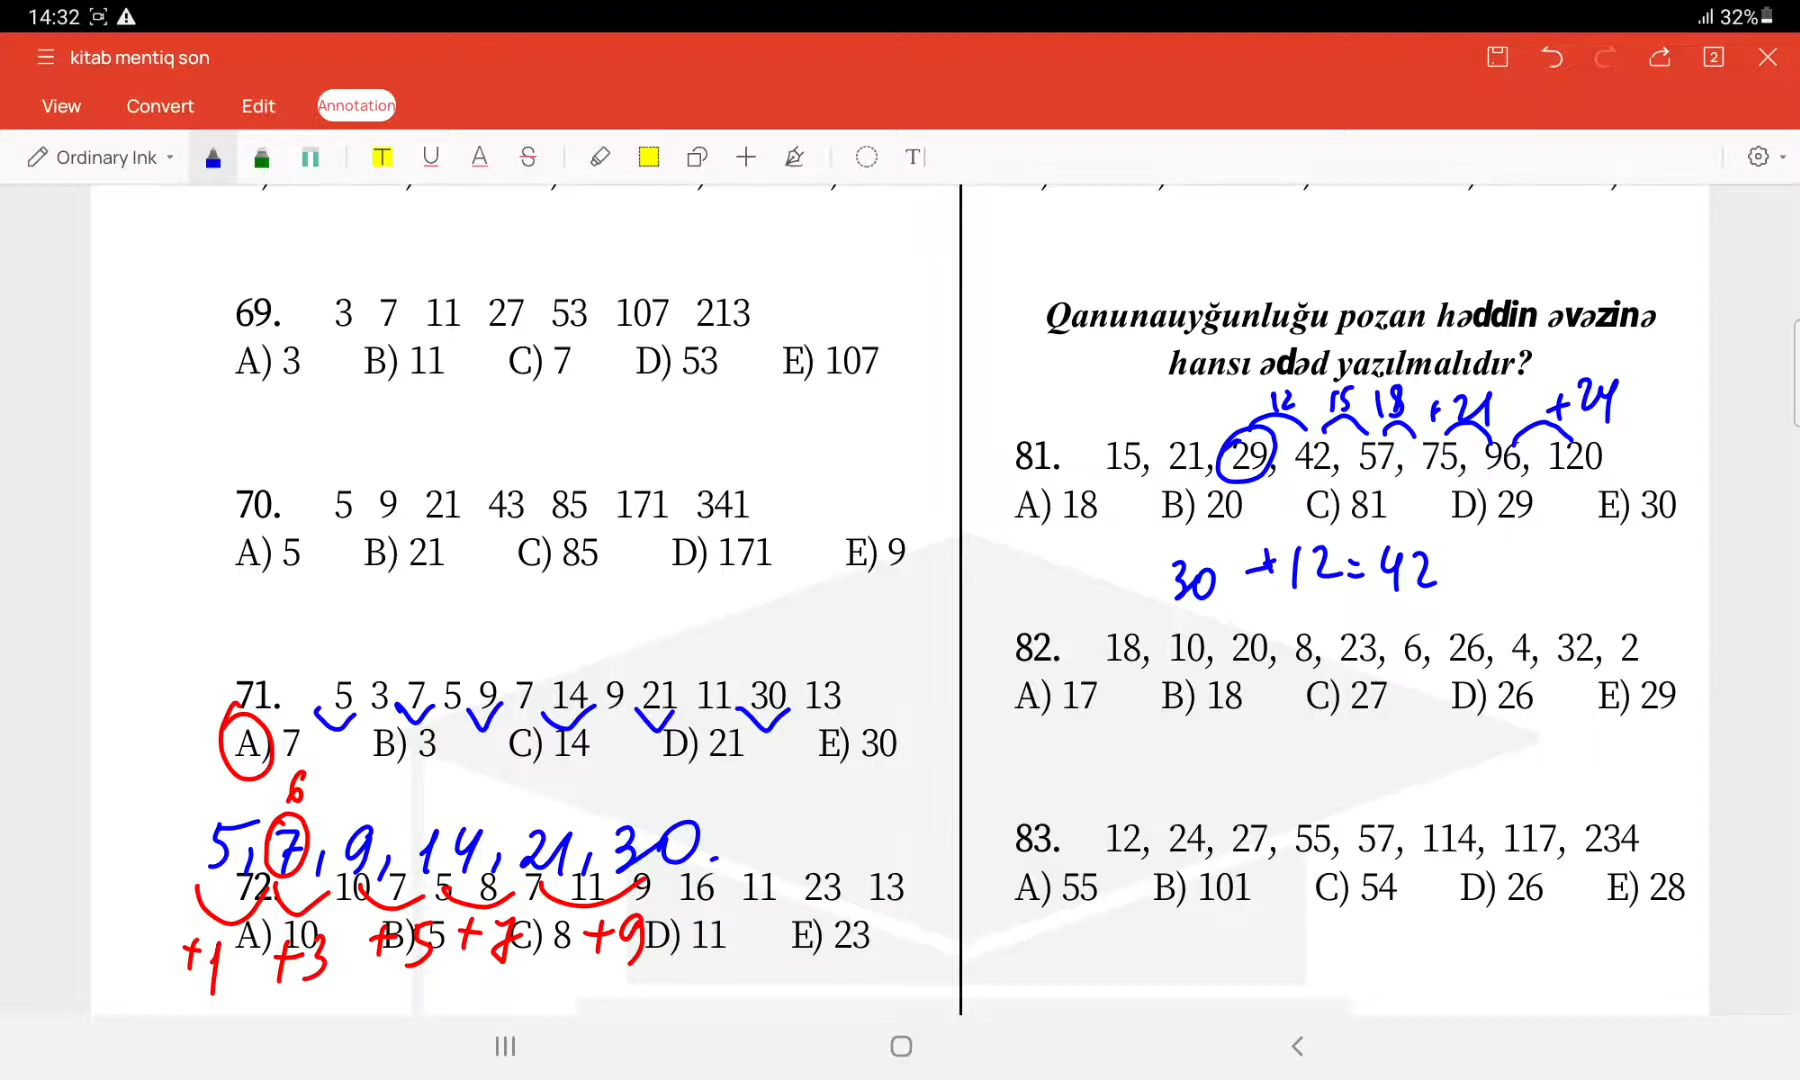 14:32 32%
kitab mentiq son 2
View Convert Edit Annotation
Ordinary Ink T U A S T
69. 3 7 11 27 53 107 213
A) 3 B) 11 C) 7 D) 53 E) 107
70. 5 9 21 43 85 171 341
A) 5 B) 21 C) 85 D) 171 E) 9
71. 5 3 7 5 9 7 14 9 21 11 30 13
A) 7 B) 3 C) 14 D) 21 E) 30
6
5, 7, 9, 14, 21, 30.
72. 10 7 5 8 7 11 9 16 11 23 13
A) 10 B) 5 C) 8 D) 11 E) 23
+1 +3 +5 +7 +9
Qanunauyğunluğu pozan həddin əvəzinə
hansı ədəd yazılmalıdır?
12 15 18 +21 +24
81. 15, 21, 29, 42, 57, 75, 96, 120
A) 18 B) 20 C) 81 D) 29 E) 30
30 +12=42
82. 18, 10, 20, 8, 23, 6, 26, 4, 32, 2
A) 17 B) 18 C) 27 D) 26 E) 29
83. 12, 24, 27, 55, 57, 114, 117, 234
A) 55 B) 101 C) 54 D) 26 E) 28